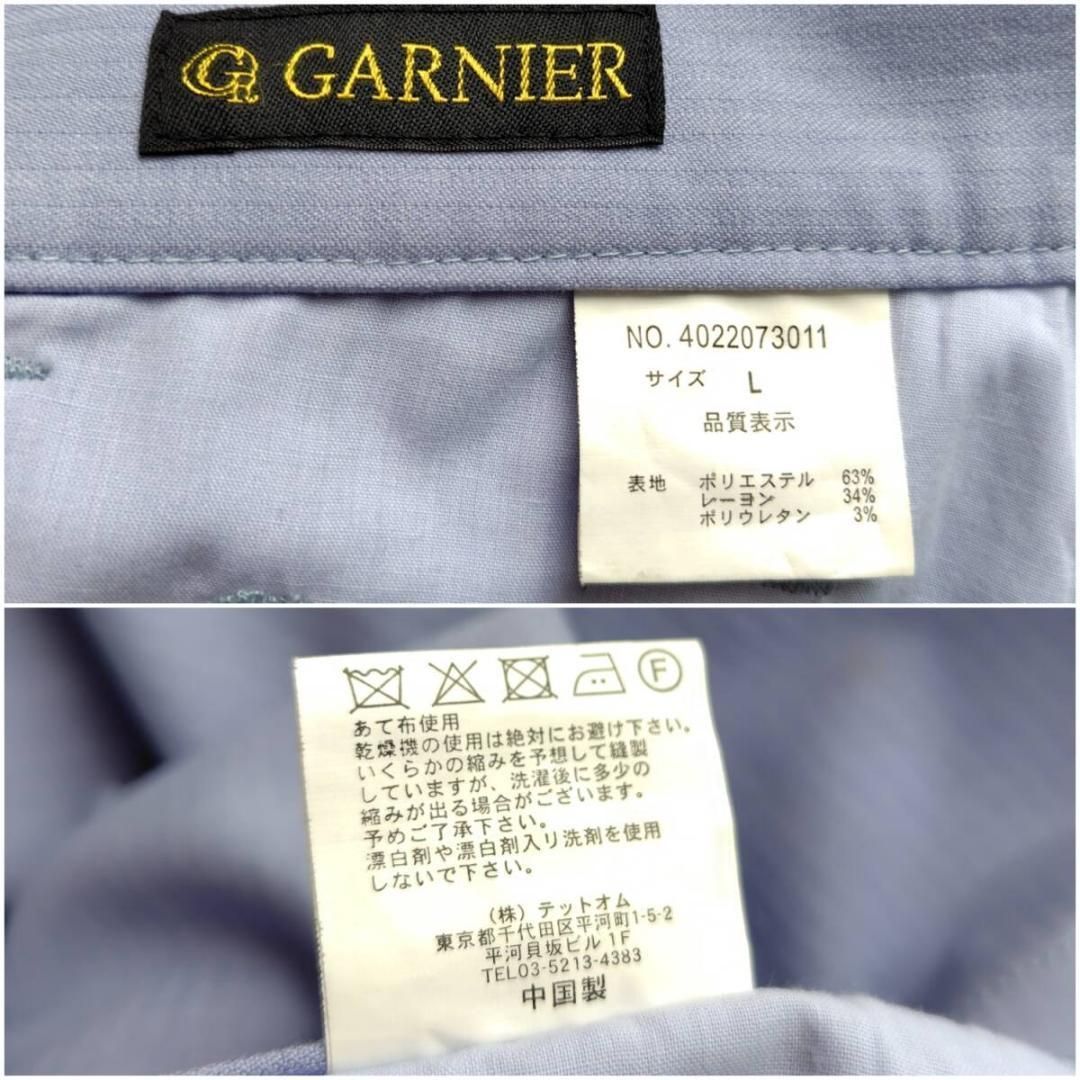 GR GARNIER
NO. 4022073011
サイズ L
品質表示
表地 ポリエステル 63%
レーヨン 34%
ポリウレタン 3%
F
あて布使用
乾燥機の使用は絶対にお避け下さい。
いくらかの縮みを予想して縫製
していますが、洗濯後に多少の
縮みが出る場合がございます。
予めご了承下さい。
漂白剤や漂白剤入り洗剤を使用
しないで下さい。
(株) テットオム
東京都千代田区平河町1-5-2
平河貝坂ビル 1F
TEL03-5213-4383
中国製